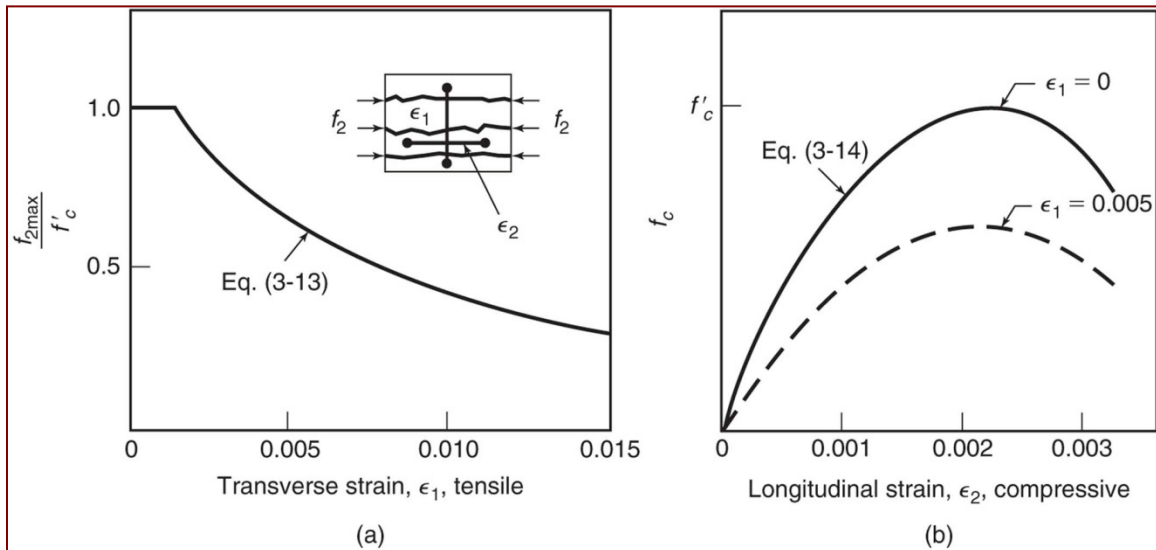 1.0
0.5
f₂max
f′c
ϵ₁
f₂
f₂
ϵ₂
Eq. (3-13)
0
0.005
0.010
0.015
Transverse strain, ϵ₁, tensile
(a)
f′c
fc
ϵ₁ = 0
Eq. (3-14)
ϵ₁ = 0.005
0
0.001
0.002
0.003
Longitudinal strain, ϵ₂, compressive
(b)